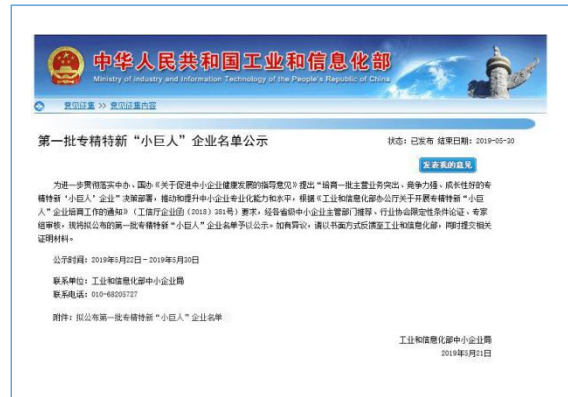 中华人民共和国工业和信息化部
Ministry of Industry and Information Technology of the People's Republic of China
意见征集 >> 意见征集内容
第一批专精特新“小巨人”企业名单公示
状态：已发布 结束日期：2019-05-30
发表我的意见
为进一步贯彻落实中办、国办《关于促进中小企业健康发展的指导意见》提出“培育一批主营业务突出、竞争力强、成长性好的专
精特新‘小巨人’企业”决策部署，推动和提升中小企业专业化能力和水平，根据《工业和信息化部办公厅关于开展专精特新“小巨
人”企业培育工作的通知》（工信厅企业函（2018）381号）要求，经各省级中小企业主管部门推荐、行业协会限定性条件论证、专家
组审核，现将拟公布的第一批专精特新“小巨人”企业名单予以公示。如有异议，请以书面方式反馈至工业和信息化部，同时提交相关
证明材料。
公示时间：2019年5月22日－2019年5月30日
联系单位：工业和信息化部中小企业局
联系电话：010-68205727
附件：拟公布第一批专精特新“小巨人”企业名单
工业和信息化部中小企业局
2019年5月21日